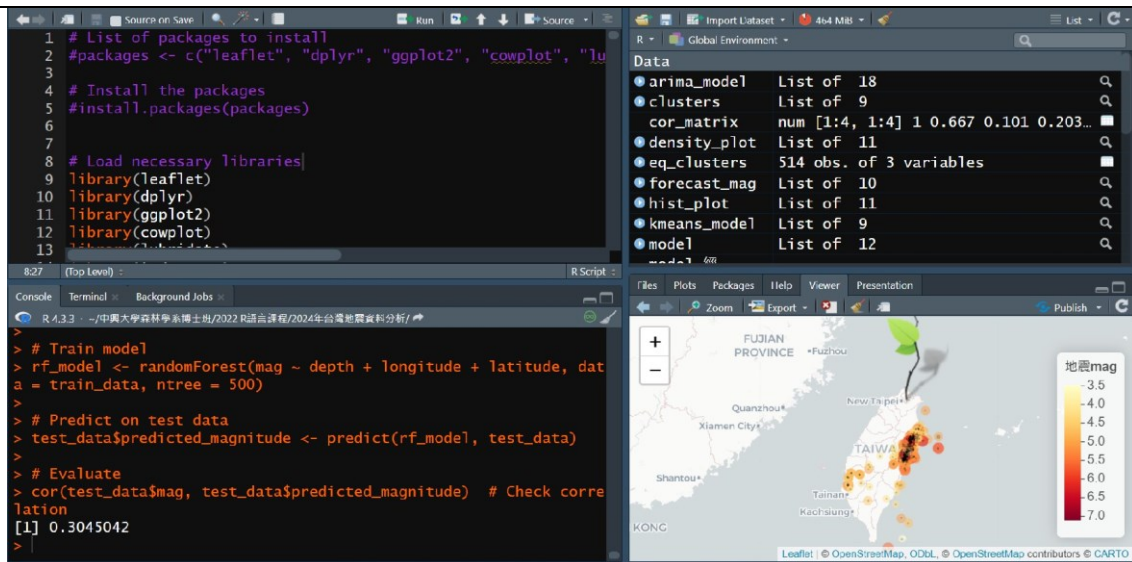 Source on Save
Run
Source
1 # List of packages to install
2 #packages <- c("leaflet", "dplyr", "ggplot2", "cowplot", "lu
3
4 # Install the packages
5 #install.packages(packages)
6
7
8 # Load necessary libraries
9 library(leaflet)
10 library(dplyr)
11 library(ggplot2)
12 library(cowplot)
13
8:27 (Top Level) R Script
Console Terminal Background Jobs
R 4.3.3 · ~/中興大學森林學系博士班/2022 R語言課程/2024年台灣地震資料分析/
>
> # Train model
> rf_model <- randomForest(mag ~ depth + longitude + latitude, dat
a = train_data, ntree = 500)
>
> # Predict on test data
> test_data$predicted_magnitude <- predict(rf_model, test_data)
>
> # Evaluate
> cor(test_data$mag, test_data$predicted_magnitude) # Check corre
lation
[1] 0.3045042
>
Import Dataset 464 MiB List
R Global Environment
Data
arima_model List of 18
clusters List of 9
cor_matrix num [1:4, 1:4] 1 0.667 0.101 0.203…
density_plot List of 11
eq_clusters 514 obs. of 3 variables
forecast_mag List of 10
hist_plot List of 11
kmeans_model List of 9
model List of 12
Files Plots Packages Help Viewer Presentation
Zoom Export Publish
+
−
FUJIAN
PROVINCE
Fuzhou
New Taipei
Quanzhou
Xiamen City
TAIWA
Shantou
Tainan
Kaohsiung
KONG
地震mag
3.5
4.0
4.5
5.0
5.5
6.0
6.5
7.0
Leaflet | © OpenStreetMap, ODbL, © OpenStreetMap contributors © CARTO